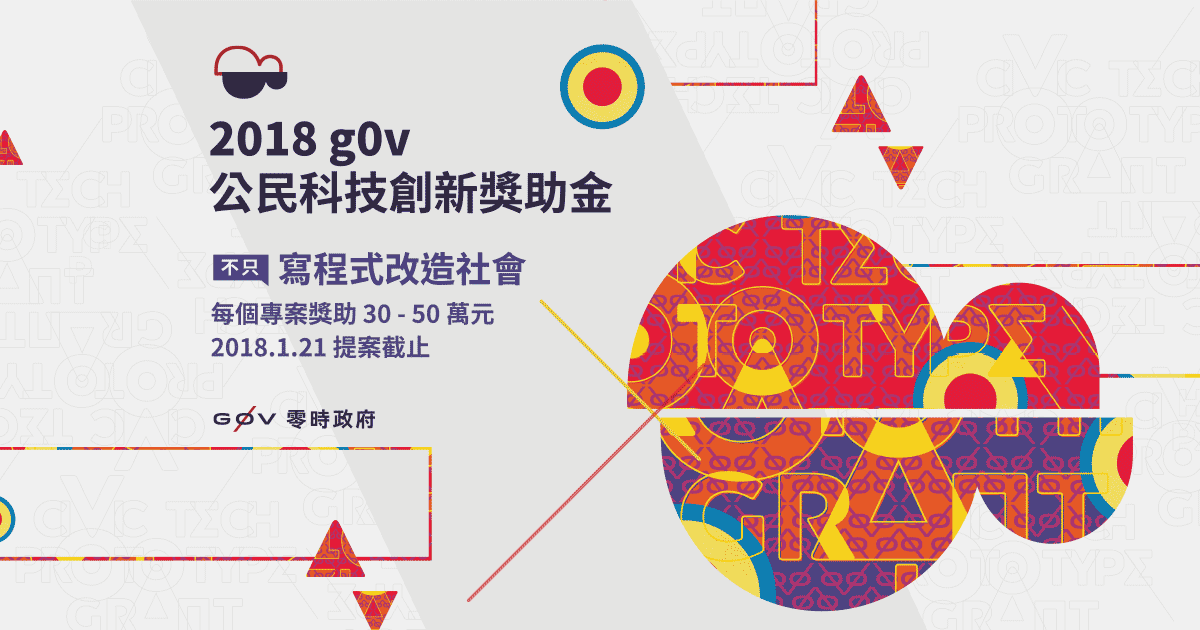 2018 g0v
公民科技創新獎助金
不只 寫程式改造社會
每個專案獎助 30 - 50 萬元
2018.1.21 提案截止
G0V 零時政府
CIVIC TECH
PROTOTYPE
GRANT